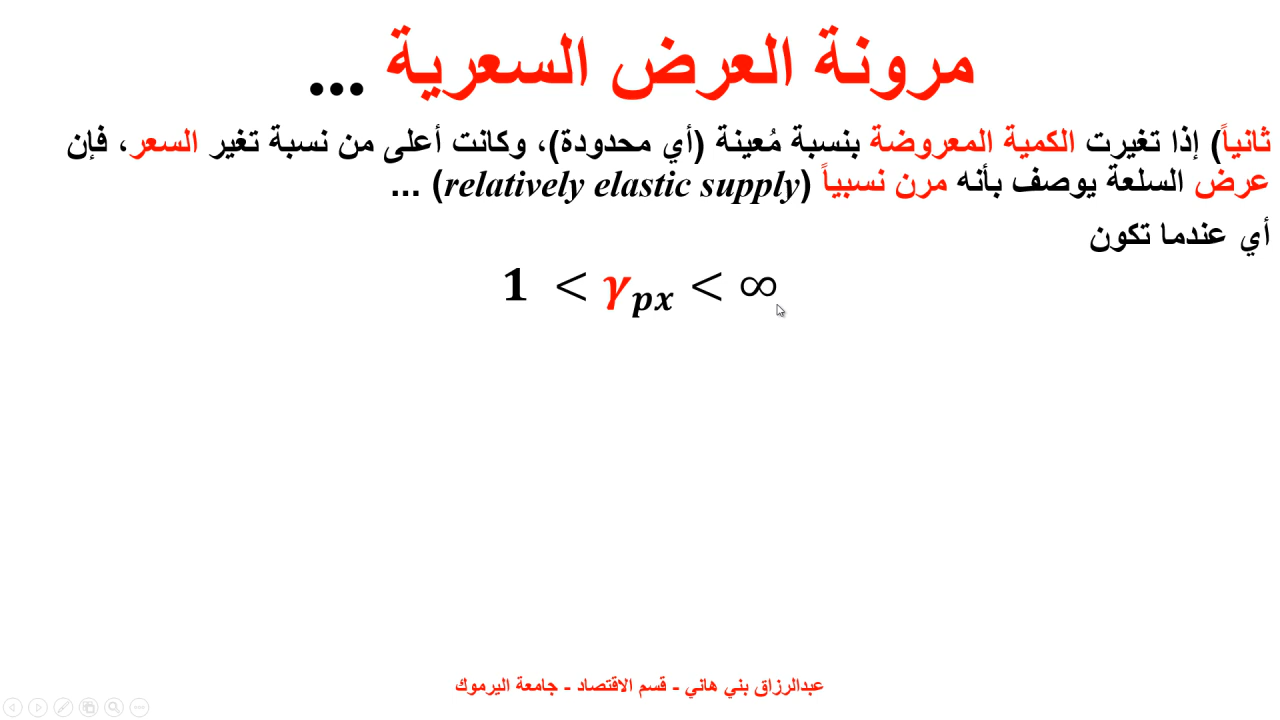 مرونة العرض السعرية ...
ثانياً) إذا تغيرت الكمية المعروضة بنسبة مُعينة (أي محدودة)، وكانت أعلى من نسبة تغير السعر، فإن
عرض السلعة يوصف بأنه مرن نسبياً (relatively elastic supply) ...
أي عندما تكون
1 < γpx < ∞
عبدالرزاق بني هاني - قسم الاقتصاد - جامعة اليرموك